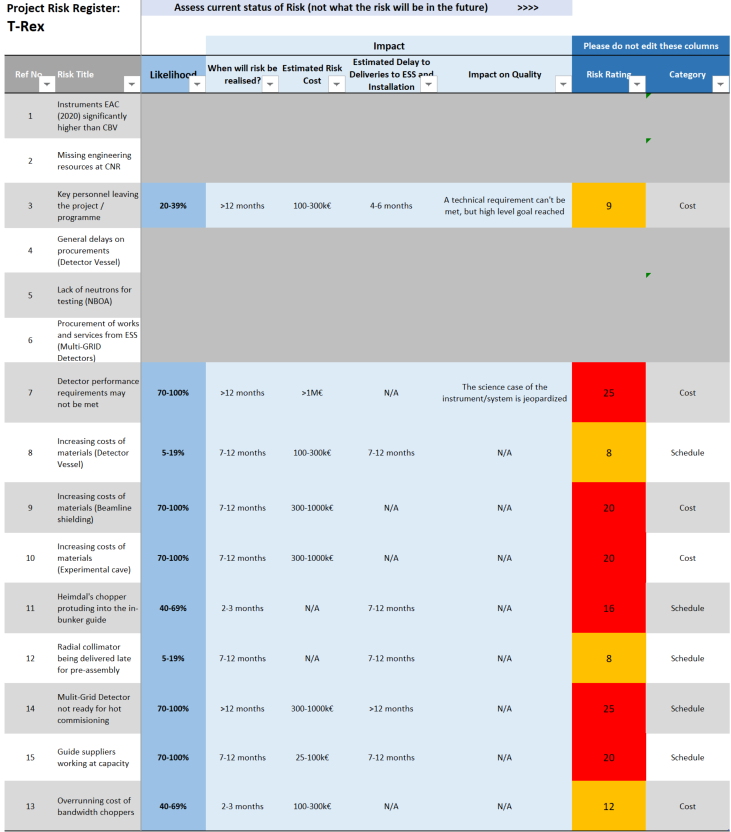 Project Risk Register:
T-Rex
Assess current status of Risk (not what the risk will be in the future) >>>>
Impact
Please do not edit these columns
Ref No
Risk Title
Likelihood
When will risk be
realised?
Estimated Risk
Cost
Estimated Delay to
Deliveries to ESS and
Installation
Impact on Quality
Risk Rating
Category
1
Instruments EAC
(2020) significantly
higher than CBV
2
Missing engineering
resources at CNR
3
Key personnel leaving
the project /
programme
20-39%
>12 months
100-300k€
4-6 months
A technical requirement can't be
met, but high level goal reached
9
Cost
4
General delays on
procurements
(Detector Vessel)
5
Lack of neutrons for
testing (NBOA)
6
Procurement of works
and services from ESS
(Multi-GRID
Detectors)
7
Detector performance
requirements may
not be met
70-100%
>12 months
>1M€
N/A
The science case of the
instrument/system is jeopardized
25
Cost
8
Increasing costs of
materials (Detector
Vessel)
5-19%
7-12 months
100-300k€
7-12 months
N/A
8
Schedule
9
Increasing costs of
materials (Beamline
shielding)
70-100%
7-12 months
300-1000k€
N/A
N/A
20
Cost
10
Increasing costs of
materials
(Experimental cave)
70-100%
7-12 months
300-1000k€
N/A
N/A
20
Cost
11
Heimdal's chopper
protuding into the in-
bunker guide
40-69%
2-3 months
N/A
7-12 months
N/A
16
Schedule
12
Radial collimator
being delivered late
for pre-assembly
5-19%
7-12 months
N/A
7-12 months
N/A
8
Schedule
14
Mulit-Grid Detector
not ready for hot
commisioning
70-100%
>12 months
300-1000k€
>12 months
N/A
25
Schedule
15
Guide suppliers
working at capacity
70-100%
7-12 months
25-100k€
7-12 months
N/A
20
Schedule
13
Overrunning cost of
bandwidth choppers
40-69%
2-3 months
100-300k€
N/A
N/A
12
Cost